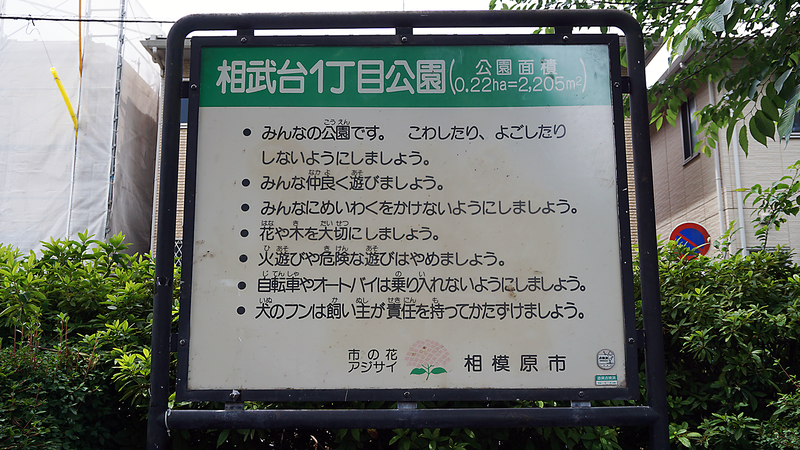 相武台1丁目公園(公園面積
0.22ha=2,205m²)
● みんなの公園です。 こわしたり、よごしたり
しないようにしましょう。
● みんな仲良く遊びましょう。
● みんなにめいわくをかけないようにしましょう。
● 花や木を大切にしましょう。
● 火遊びや危険な遊びはやめましょう。
● 自転車やオートバイは乗り入れないようにしましょう。
● 犬のフンは飼い主が責任を持ってかたずけましょう。
市の花
アジサイ
相模原市